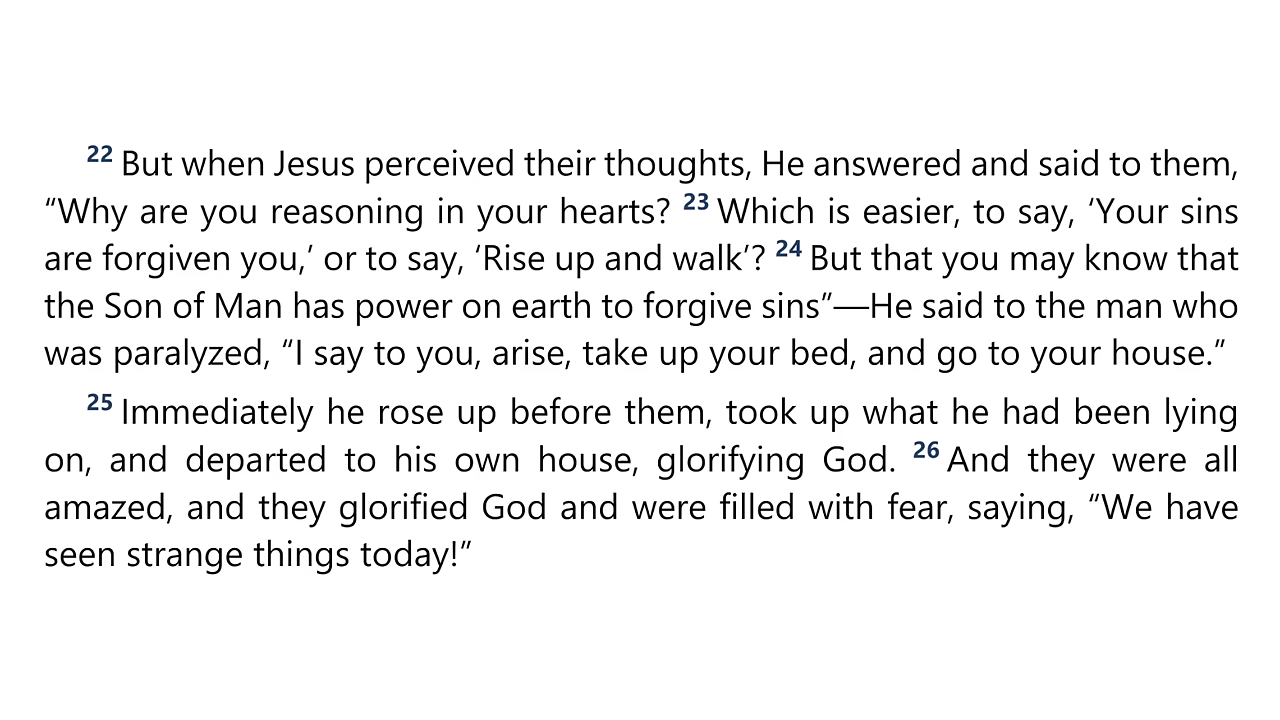 22 But when Jesus perceived their thoughts, He answered and said to them,
“Why are you reasoning in your hearts? 23 Which is easier, to say, ‘Your sins
are forgiven you,’ or to say, ‘Rise up and walk’? 24 But that you may know that
the Son of Man has power on earth to forgive sins”—He said to the man who
was paralyzed, “I say to you, arise, take up your bed, and go to your house.”
25 Immediately he rose up before them, took up what he had been lying
on, and departed to his own house, glorifying God. 26 And they were all
amazed, and they glorified God and were filled with fear, saying, “We have
seen strange things today!”